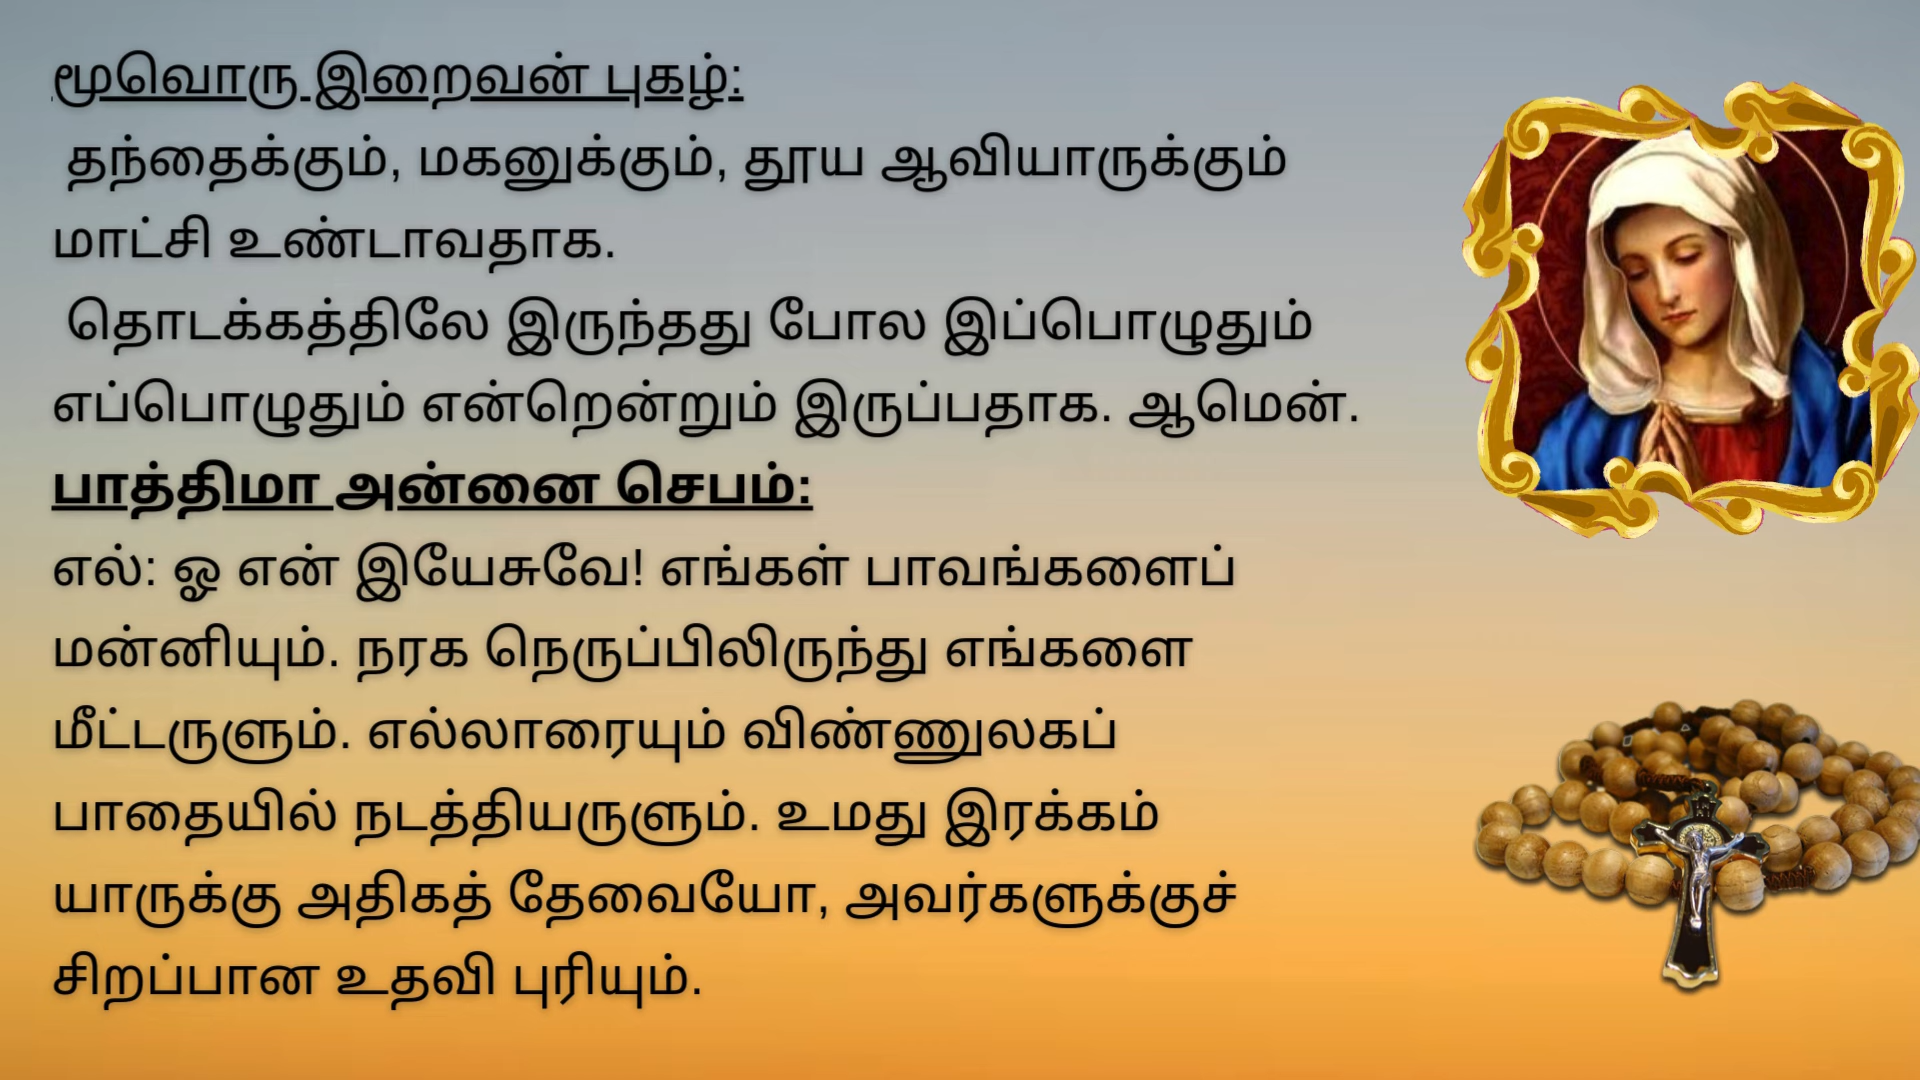 மூவொரு இறைவன் புகழ்:
தந்தைக்கும், மகனுக்கும், தூய ஆவியாருக்கும்
மாட்சி உண்டாவதாக.
தொடக்கத்திலே இருந்தது போல இப்பொழுதும்
எப்பொழுதும் என்றென்றும் இருப்பதாக. ஆமென்.
பாத்திமா அன்னை செபம்:
எல்: ஓ என் இயேசுவே! எங்கள் பாவங்களைப்
மன்னியும். நரக நெருப்பிலிருந்து எங்களை
மீட்டருளும். எல்லாரையும் விண்ணுலகப்
பாதையில் நடத்தியருளும். உமது இரக்கம்
யாருக்கு அதிகத் தேவையோ, அவர்களுக்குச்
சிறப்பான உதவி புரியும்.